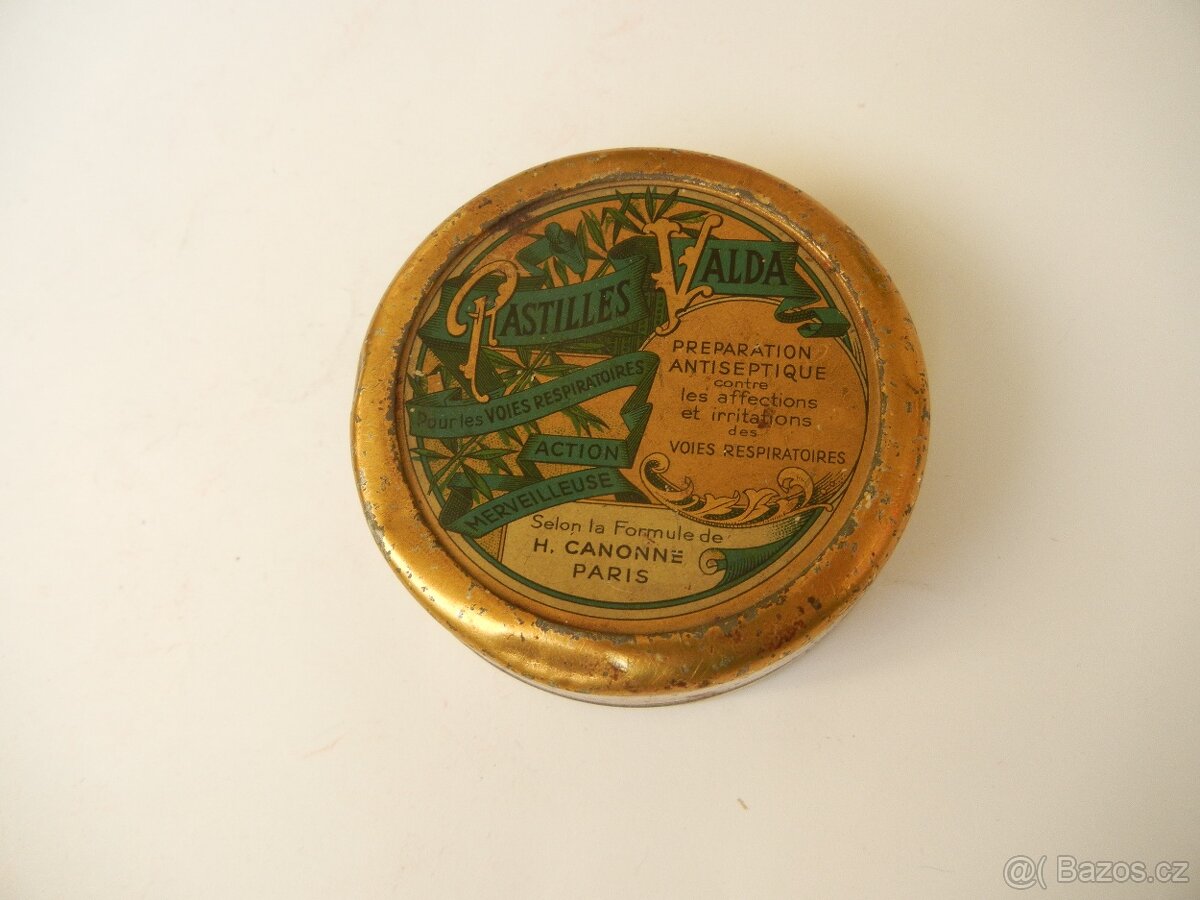 PASTILLES VALDA
Pour les VOIES RESPIRATOIRES
ACTION
MERVEILLEUSE
PREPARATION
ANTISEPTIQUE
contre
les affections
et irritations
des
VOIES RESPIRATOIRES
Selon la Formule de
H. CANONNE
PARIS
@( Bazos.cz